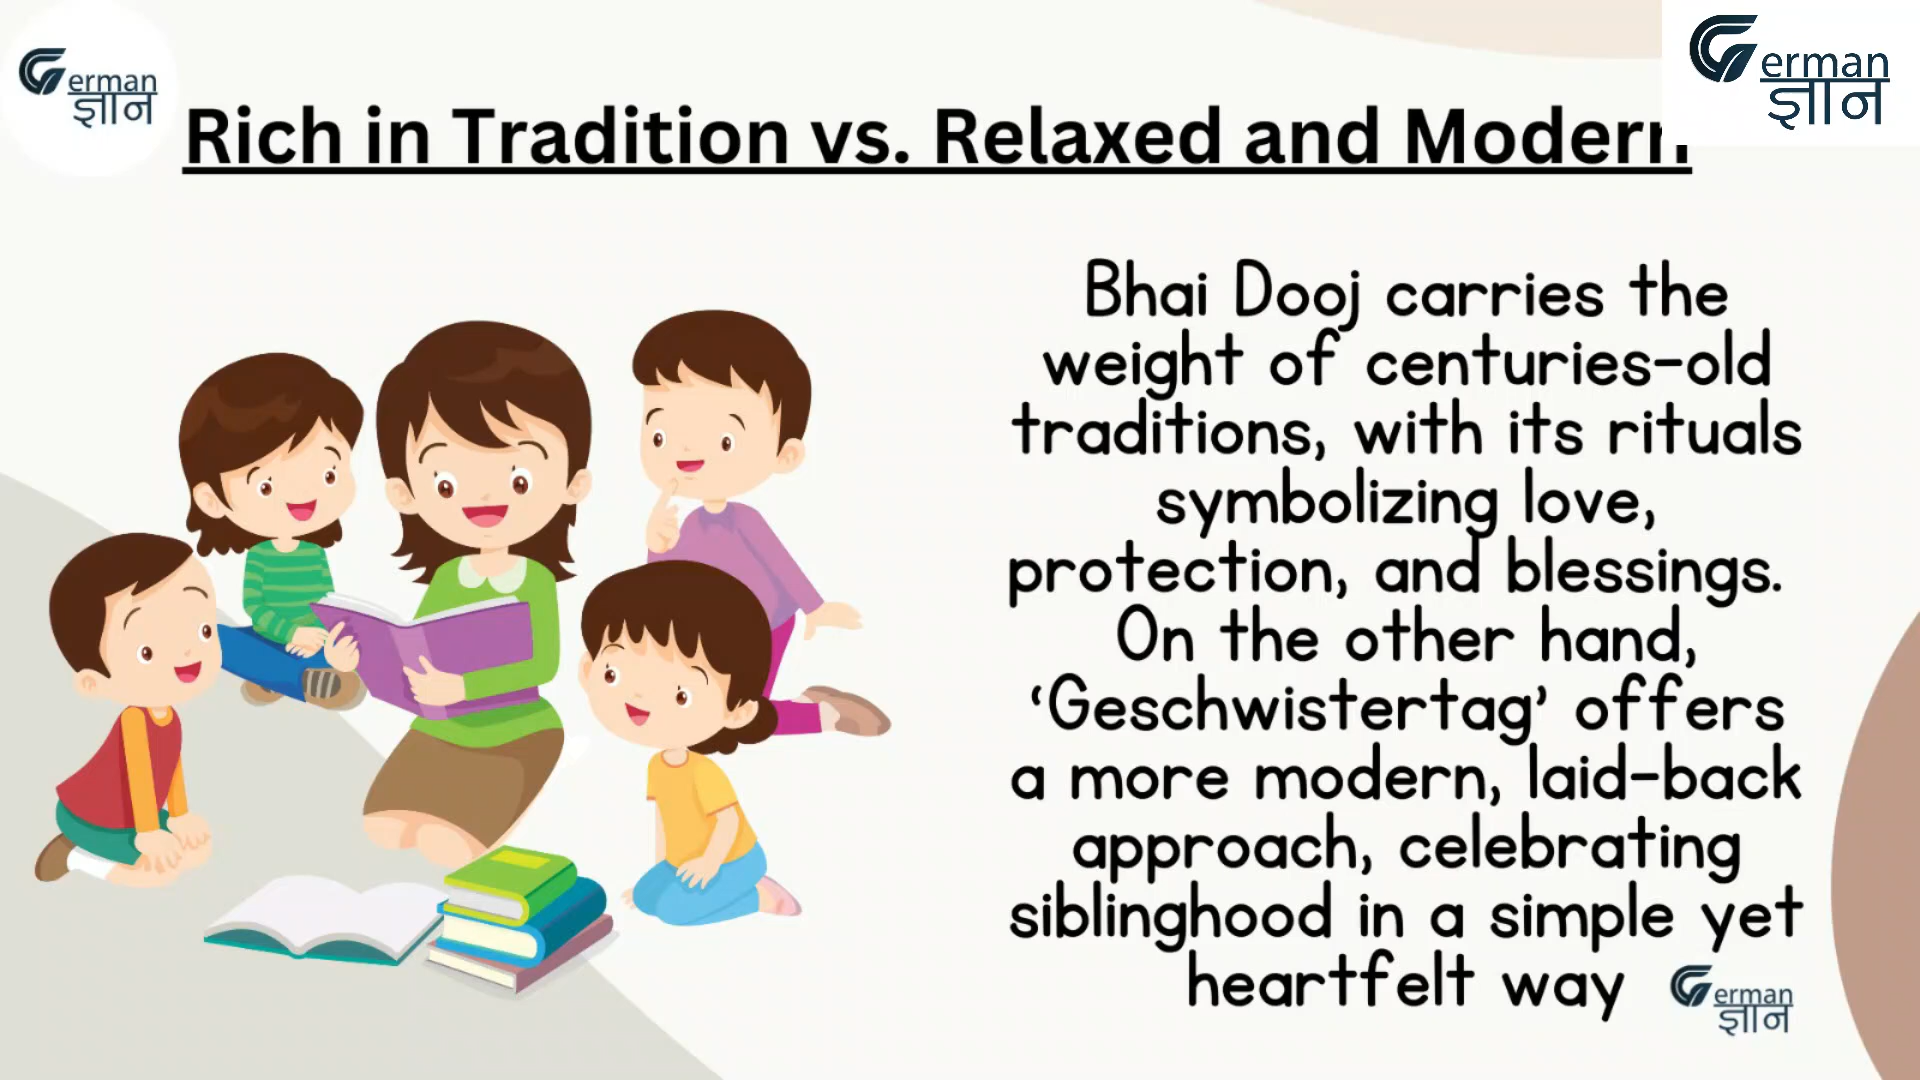 German
ज्ञान
German
ज्ञान
Rich in Tradition vs. Relaxed and Modern
Bhai Dooj carries the
weight of centuries-old
traditions, with its rituals
symbolizing love,
protection, and blessings.
On the other hand,
‘Geschwistertag’ offers
a more modern, laid-back
approach, celebrating
siblinghood in a simple yet
heartfelt way
German
ज्ञान